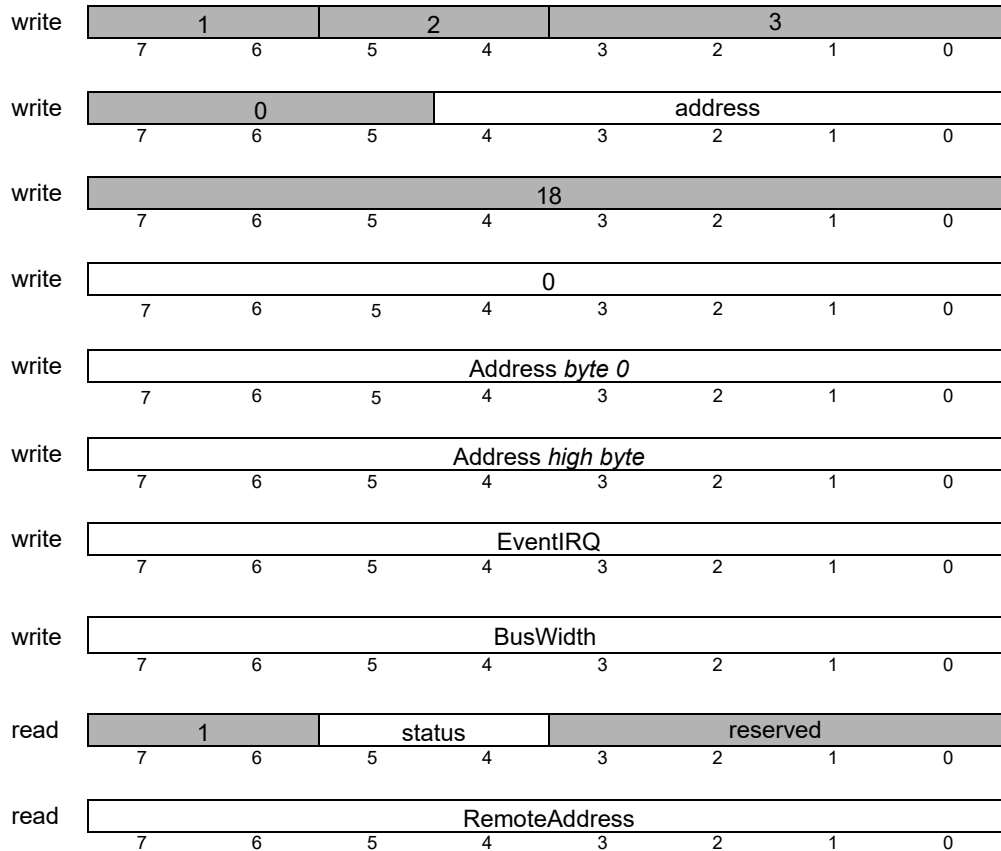 write 1 2 3
7 6 5 4 3 2 1 0
write 0 address
7 6 5 4 3 2 1 0
write 18
7 6 5 4 3 2 1 0
write 0
7 6 5 4 3 2 1 0
write Address byte 0
7 6 5 4 3 2 1 0
write Address high byte
7 6 5 4 3 2 1 0
write EventIRQ
7 6 5 4 3 2 1 0
write BusWidth
7 6 5 4 3 2 1 0
read 1 status reserved
7 6 5 4 3 2 1 0
read RemoteAddress
7 6 5 4 3 2 1 0